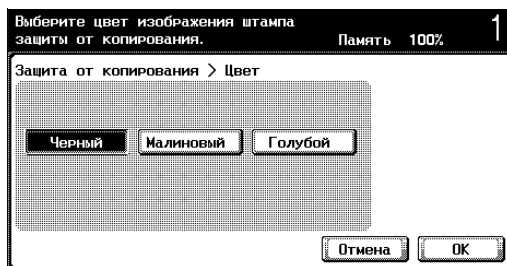 Выберите цвет изображения штампа
защиты от копирования. Память 100% 1
Защита от копирования > Цвет
Черный Малиновый Голубой
Отмена OK